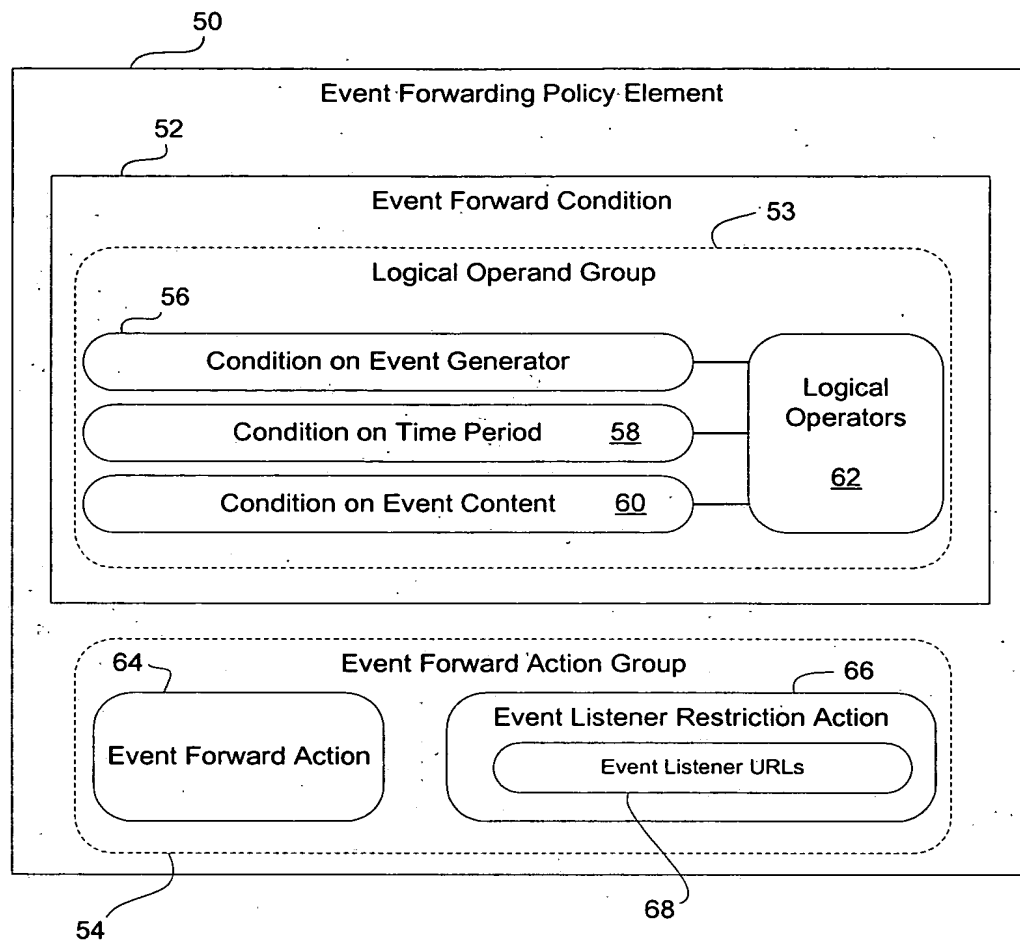 50
Event Forwarding Policy Element
52
Event Forward Condition
53
Logical Operand Group
56
Condition on Event Generator
Condition on Time Period 58
Condition on Event Content 60
Logical
Operators
62
64
Event Forward Action Group
66
Event Forward Action
Event Listener Restriction Action
Event Listener URLs
54
68